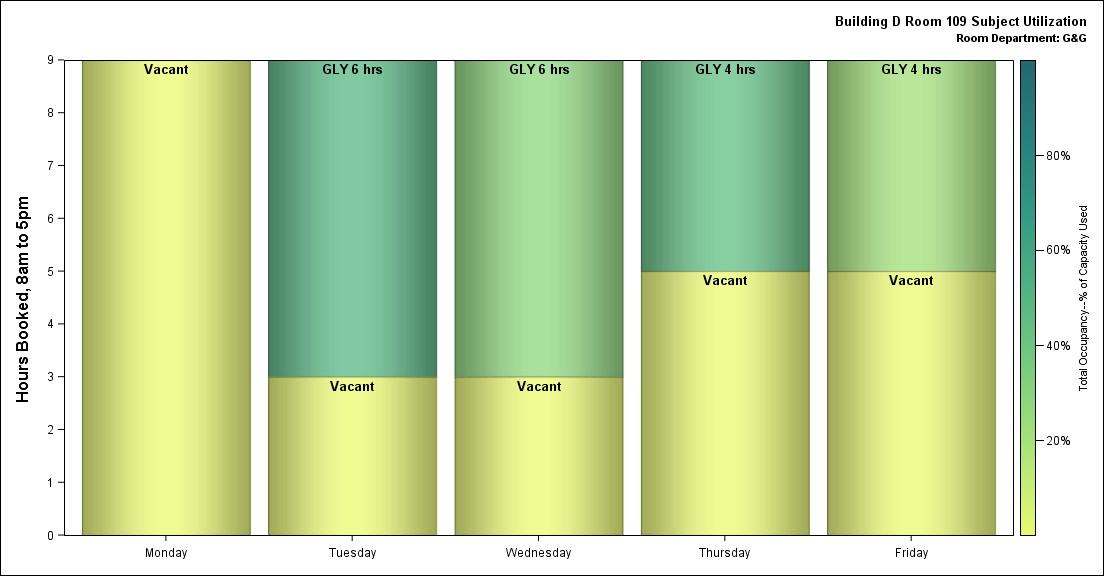 Building D Room 109 Subject Utilization
Room Department: G&G
Hours Booked, 8am to 5pm
9
8
7
6
5
4
3
2
1
0
Vacant
GLY 6 hrs
GLY 6 hrs
GLY 4 hrs
GLY 4 hrs
Vacant
Vacant
Vacant
Vacant
Monday
Tuesday
Wednesday
Thursday
Friday
80%
60%
40%
20%
Total Occupancy--% of Capacity Used